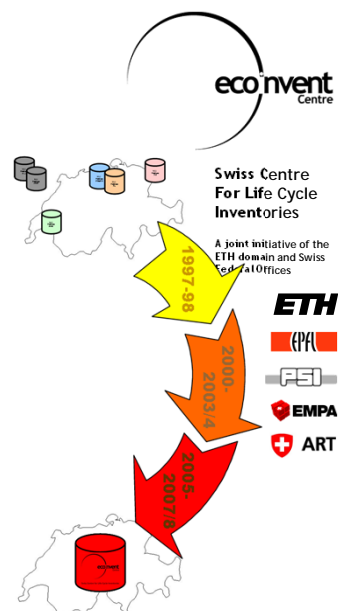 ecoinvent
Centre
Swiss Centre
For Life Cycle
Inventories
A joint initiative of the
ETH domain and Swiss
Federal Offices
1997-98
ETH
EPFL
2000-
2003/4
PSI
EMPA
ART
2005-
2007/8
ecoinvent